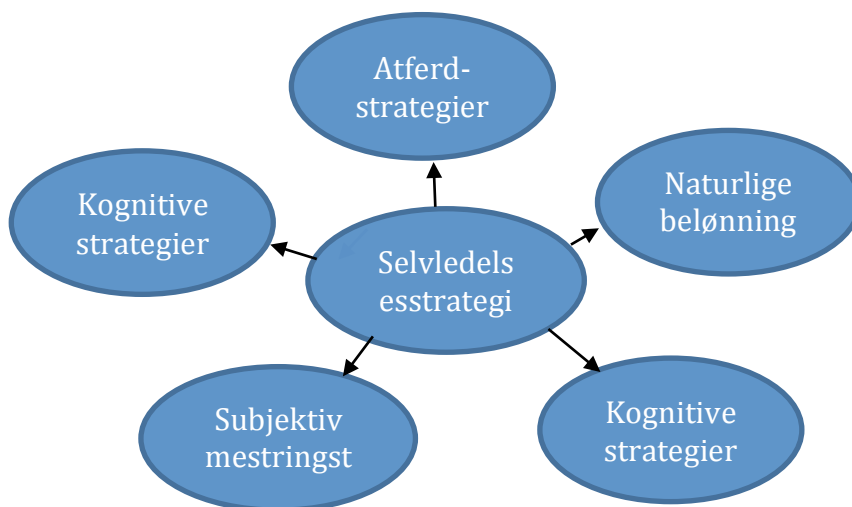 Atferd-
strategier
Naturlige
belønning
Kognitive
strategier
Selvledels
esstrategi
Subjektiv
mestringst
Kognitive
strategier